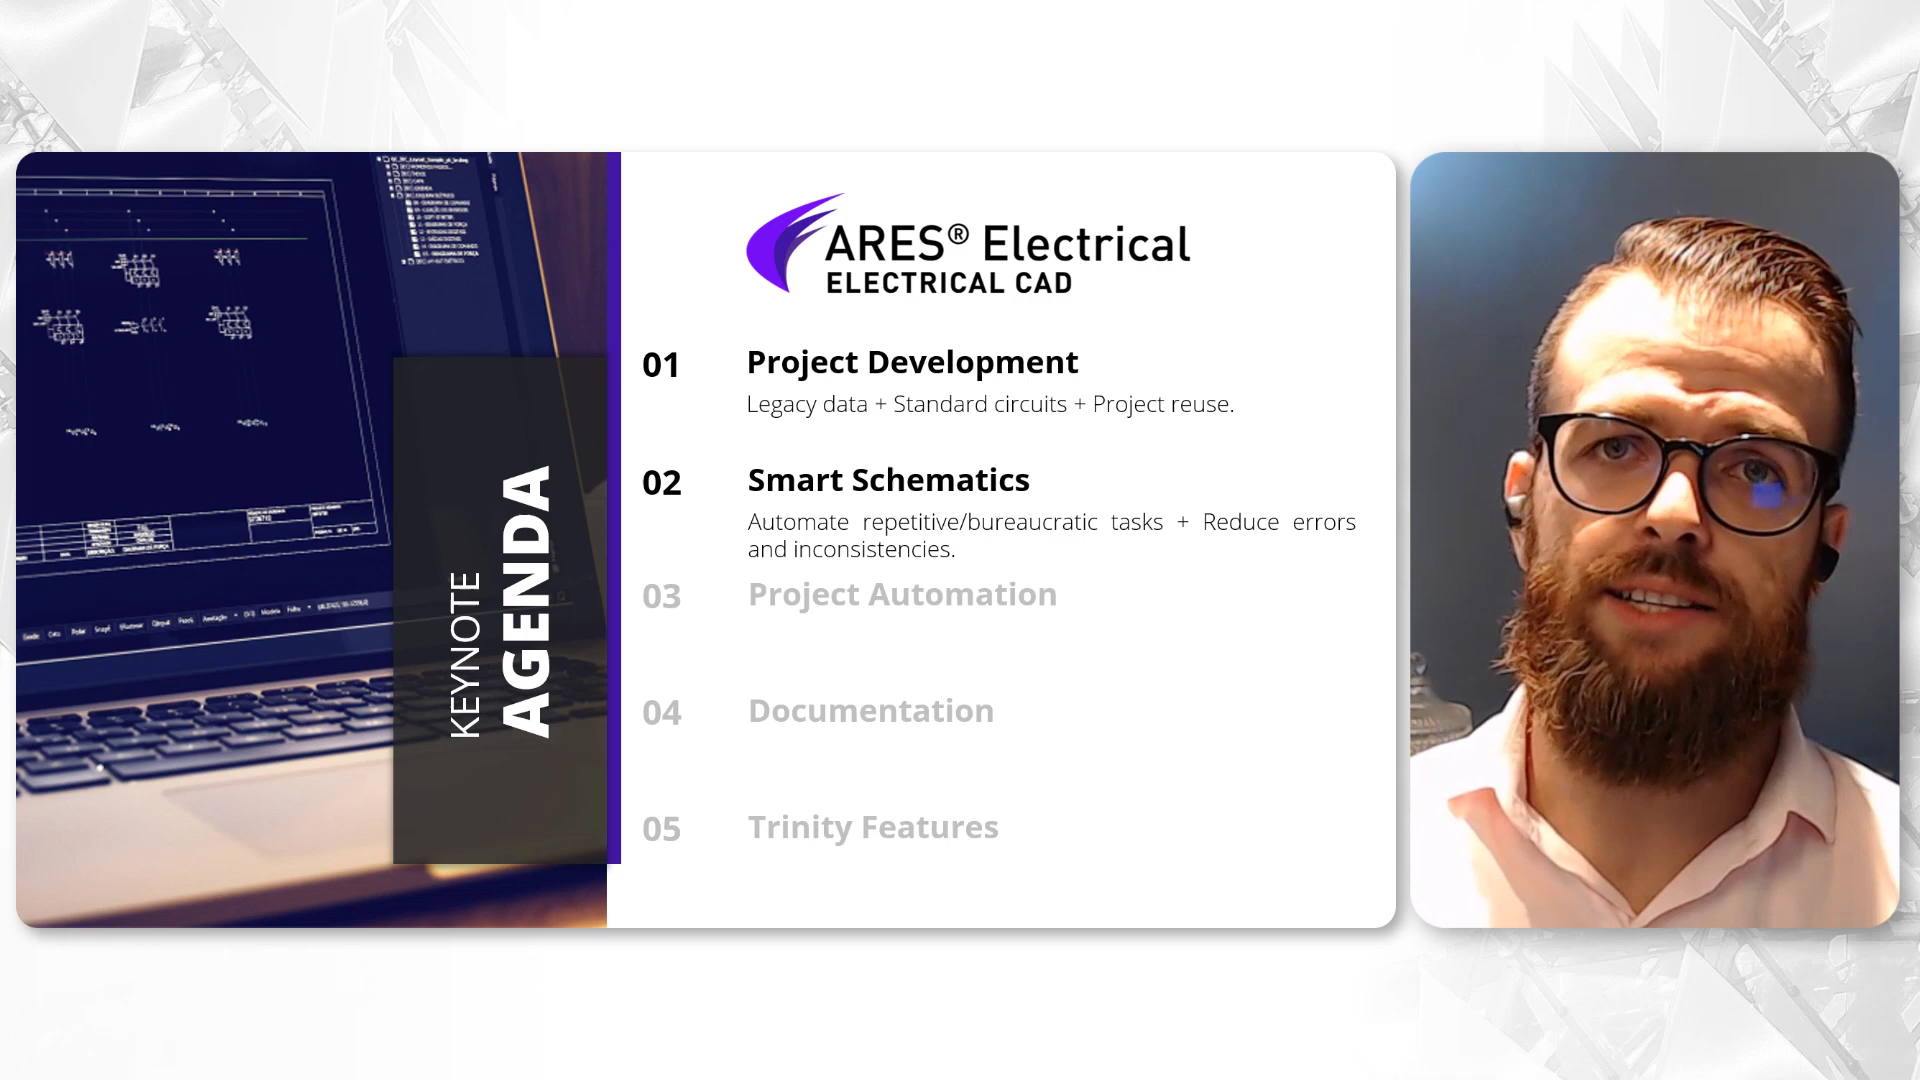 ARES® Electrical
ELECTRICAL CAD
KEYNOTE
AGENDA
01
Project Development
Legacy data + Standard circuits + Project reuse.
02
Smart Schematics
Automate repetitive/bureaucratic tasks + Reduce errors
and inconsistencies.
03
Project Automation
04
Documentation
05
Trinity Features